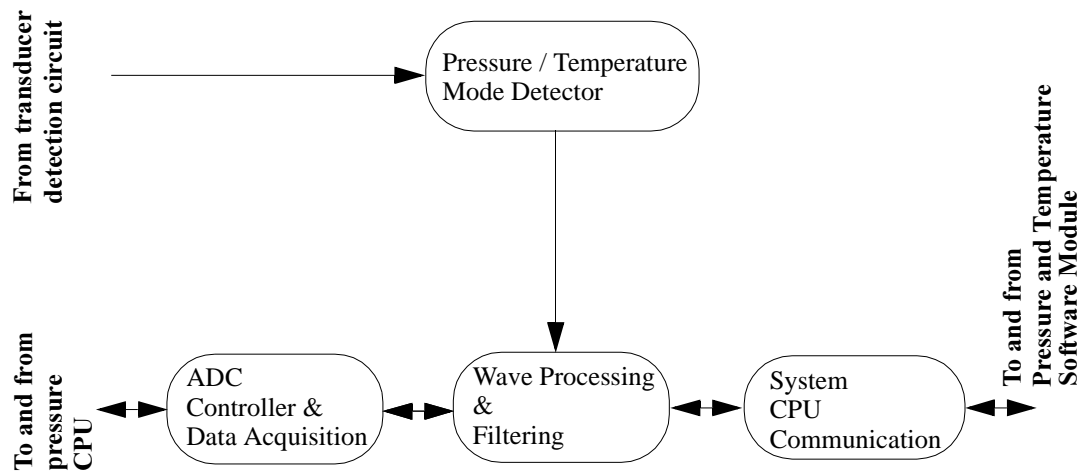 From transducer
detection circuit
Pressure / Temperature
Mode Detector
To and from
pressure
CPU
ADC
Controller &
Data Acquisition
Wave Processing
&
Filtering
System
CPU
Communication
To and from
Pressure and Temperature
Software Module